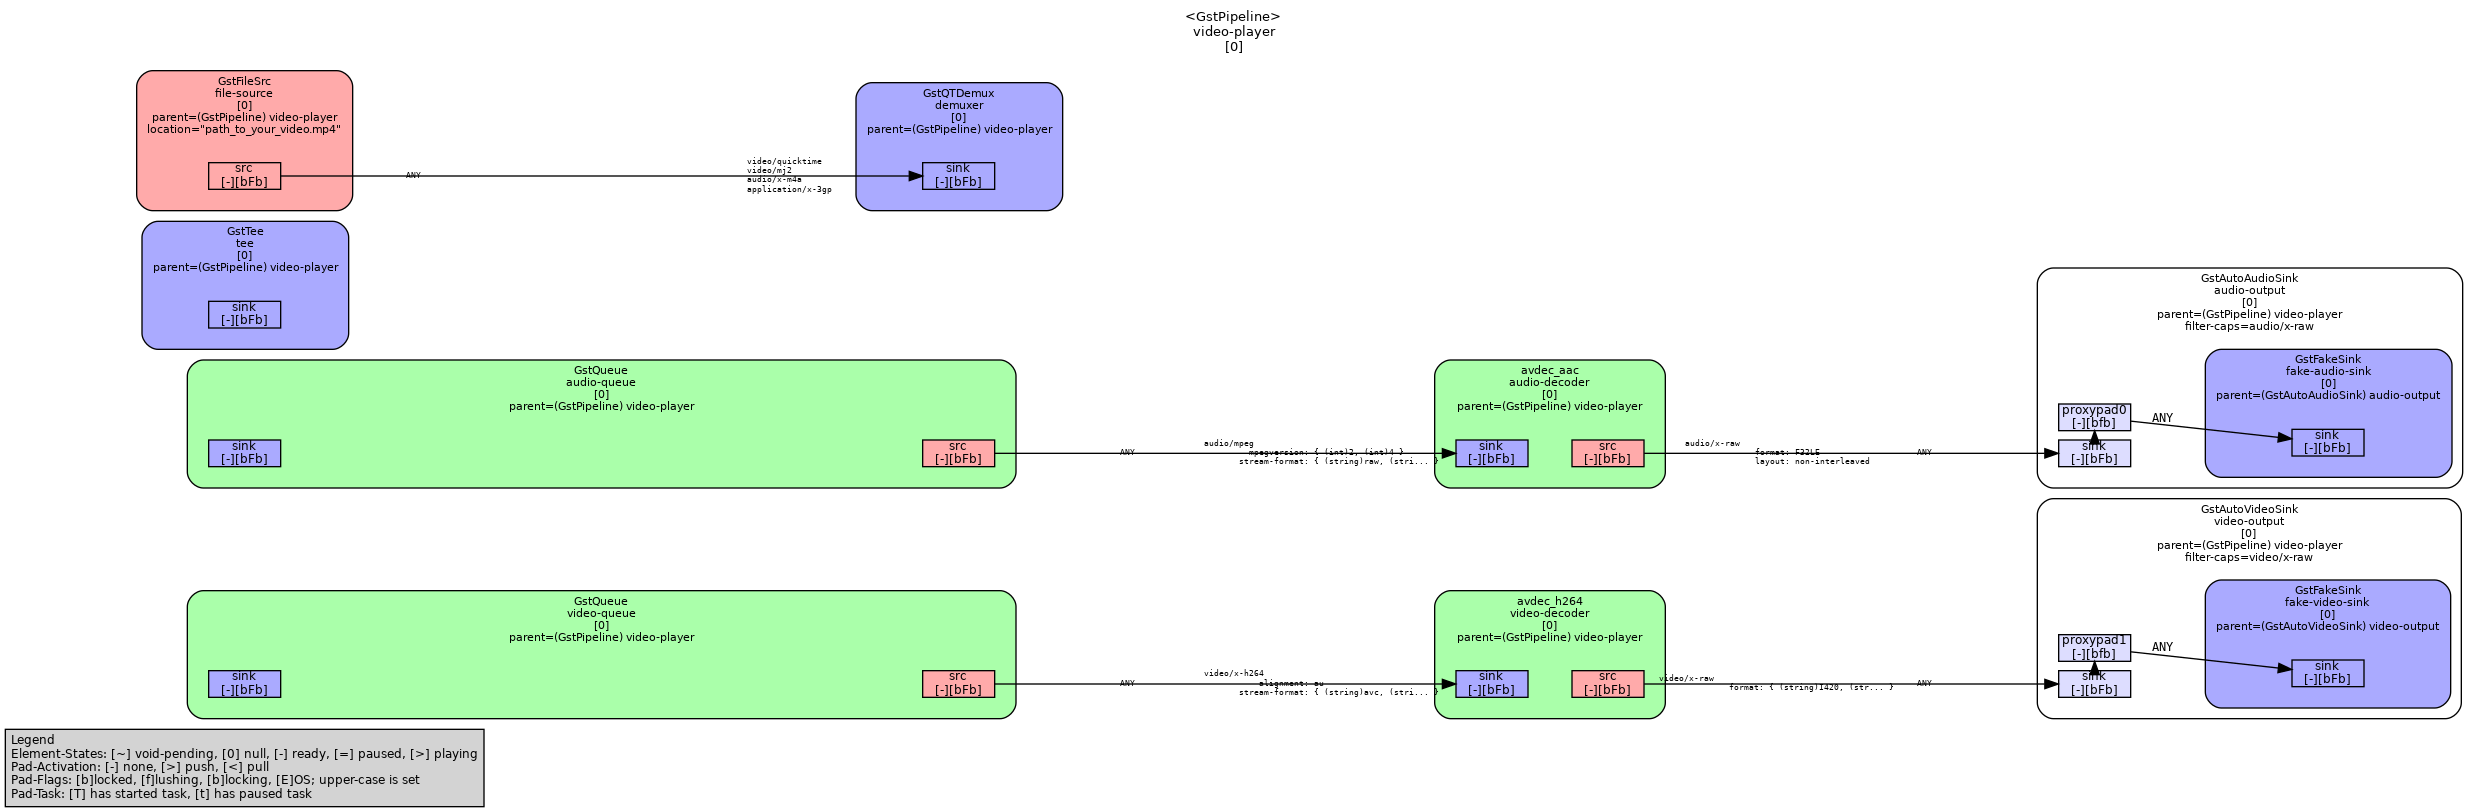 <GstPipeline>
video-player
[0]
GstFileSrc
file-source
[0]
parent=(GstPipeline) video-player
location="path_to_your_video.mp4"
src
[-][bFb]
ANY
video/quicktime
video/mj2
audio/x-m4a
application/x-3gp
GstQTDemux
demuxer
[0]
parent=(GstPipeline) video-player
sink
[-][bFb]
GstTee
tee
[0]
parent=(GstPipeline) video-player
sink
[-][bFb]
GstQueue
audio-queue
[0]
parent=(GstPipeline) video-player
sink
[-][bFb]
src
[-][bFb]
ANY
audio/mpeg
mpegversion: { (int)2, (int)4 }
stream-format: { (string)raw, (stri... }
avdec_aac
audio-decoder
[0]
parent=(GstPipeline) video-player
sink
[-][bFb]
src
[-][bFb]
audio/x-raw
format: F32LE
layout: non-interleaved
ANY
GstAutoAudioSink
audio-output
[0]
parent=(GstPipeline) video-player
filter-caps=audio/x-raw
proxypad0
[-][bfb]
sink
[-][bFb]
ANY
GstFakeSink
fake-audio-sink
[0]
parent=(GstAutoAudioSink) audio-output
sink
[-][bFb]
GstQueue
video-queue
[0]
parent=(GstPipeline) video-player
sink
[-][bFb]
src
[-][bFb]
ANY
video/x-h264
alignment: au
stream-format: { (string)avc, (stri... }
avdec_h264
video-decoder
[0]
parent=(GstPipeline) video-player
sink
[-][bFb]
src
[-][bFb]
video/x-raw
format: { (string)I420, (str... }
ANY
GstAutoVideoSink
video-output
[0]
parent=(GstPipeline) video-player
filter-caps=video/x-raw
proxypad1
[-][bfb]
sink
[-][bFb]
ANY
GstFakeSink
fake-video-sink
[0]
parent=(GstAutoVideoSink) video-output
sink
[-][bFb]
Legend
Element-States: [~] void-pending, [0] null, [-] ready, [=] paused, [>] playing
Pad-Activation: [-] none, [>] push, [<] pull
Pad-Flags: [b]locked, [f]lushing, [b]locking, [E]OS; upper-case is set
Pad-Task: [T] has started task, [t] has paused task